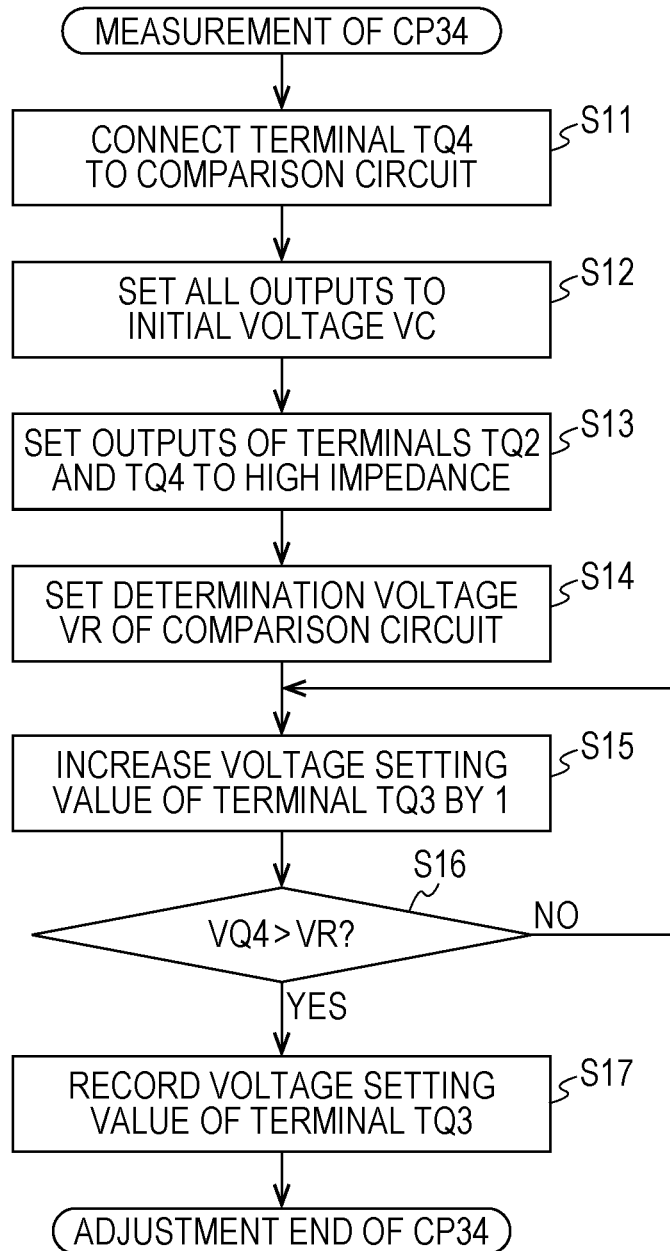 MEASUREMENT OF CP34
S11
CONNECT TERMINAL TQ4
TO COMPARISON CIRCUIT
S12
SET ALL OUTPUTS TO
INITIAL VOLTAGE VC
S13
SET OUTPUTS OF TERMINALS TQ2
AND TQ4 TO HIGH IMPEDANCE
S14
SET DETERMINATION VOLTAGE
VR OF COMPARISON CIRCUIT
S15
INCREASE VOLTAGE SETTING
VALUE OF TERMINAL TQ3 BY 1
S16
VQ4>VR?
NO
YES
S17
RECORD VOLTAGE SETTING
VALUE OF TERMINAL TQ3
ADJUSTMENT END OF CP34